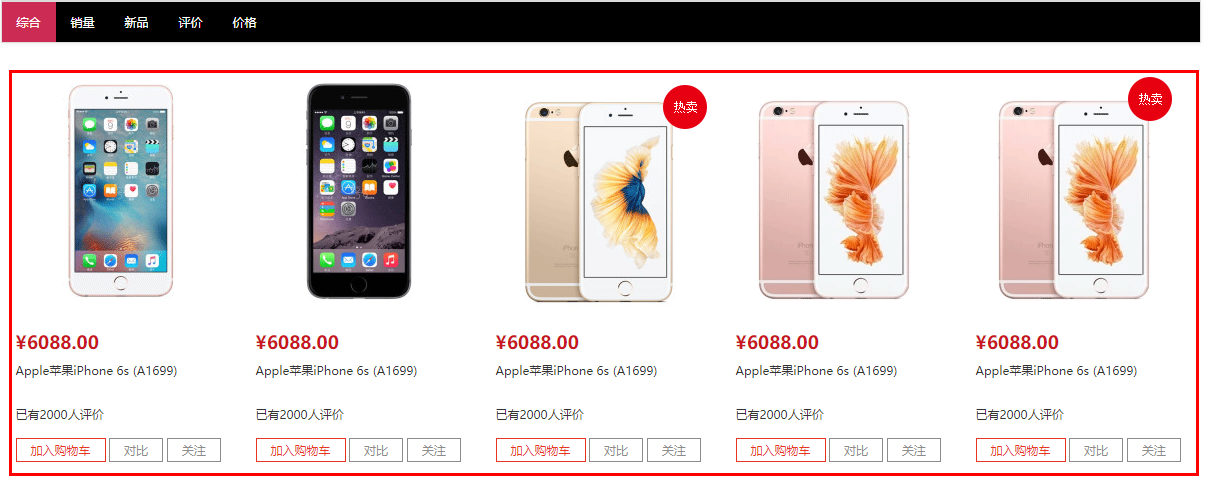 综合 销量 新品 评价 价格
热卖 热卖
¥6088.00 ¥6088.00 ¥6088.00 ¥6088.00 ¥6088.00
Apple苹果iPhone 6s (A1699) Apple苹果iPhone 6s (A1699) Apple苹果iPhone 6s (A1699) Apple苹果iPhone 6s (A1699) Apple苹果iPhone 6s (A1699)
已有2000人评价 已有2000人评价 已有2000人评价 已有2000人评价 已有2000人评价
加入购物车 对比 关注 加入购物车 对比 关注 加入购物车 对比 关注 加入购物车 对比 关注 加入购物车 对比 关注